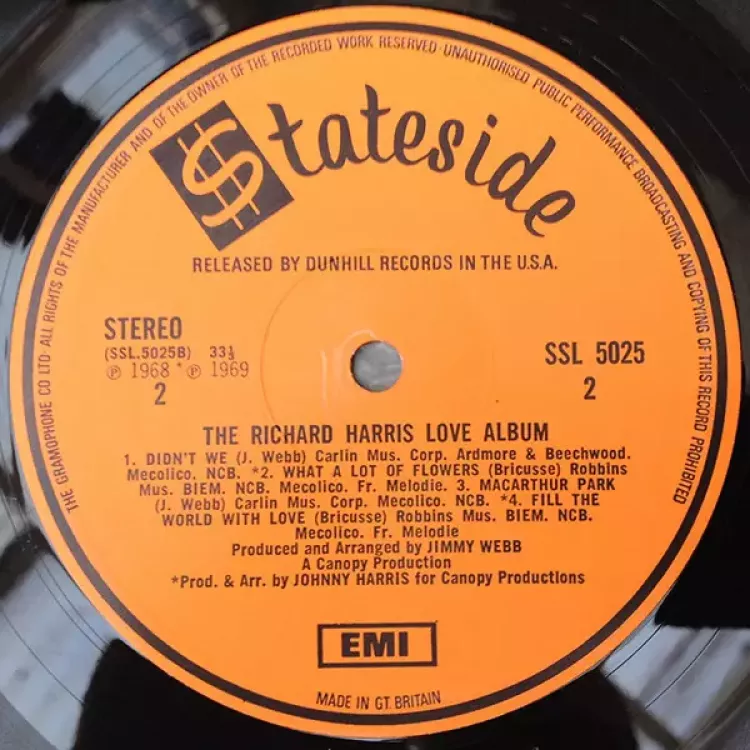 THE GRAMOPHONE CO LTD·ALL RIGHTS OF THE MANUFACTURER AND OF THE OWNER OF THE RECORDED WORK RESERVED·UNAUTHORISED PUBLIC PERFORMANCE BROADCASTING AND COPYING OF THIS RECORD PROHIBITED
$tateside
RELEASED BY DUNHILL RECORDS IN THE U.S.A.
STEREO
(SSL.5025B) 33⅓
℗ 1968 * ℗ 1969
2
SSL 5025
2
THE RICHARD HARRIS LOVE ALBUM
1. DIDN'T WE (J. Webb) Carlin Mus. Corp. Ardmore & Beechwood.
Mecolico. NCB. *2. WHAT A LOT OF FLOWERS (Bricusse) Robbins
Mus. BIEM. NCB. Mecolico. Fr. Melodie. 3. MACARTHUR PARK
(J. Webb) Carlin Mus. Corp. Mecolico. NCB. *4. FILL THE
WORLD WITH LOVE (Bricusse) Robbins Mus. BIEM. NCB.
Mecolico. Fr. Melodie
Produced and Arranged by JIMMY WEBB
A Canopy Production
*Prod. & Arr. by JOHNNY HARRIS for Canopy Productions
EMI
MADE IN GT. BRITAIN